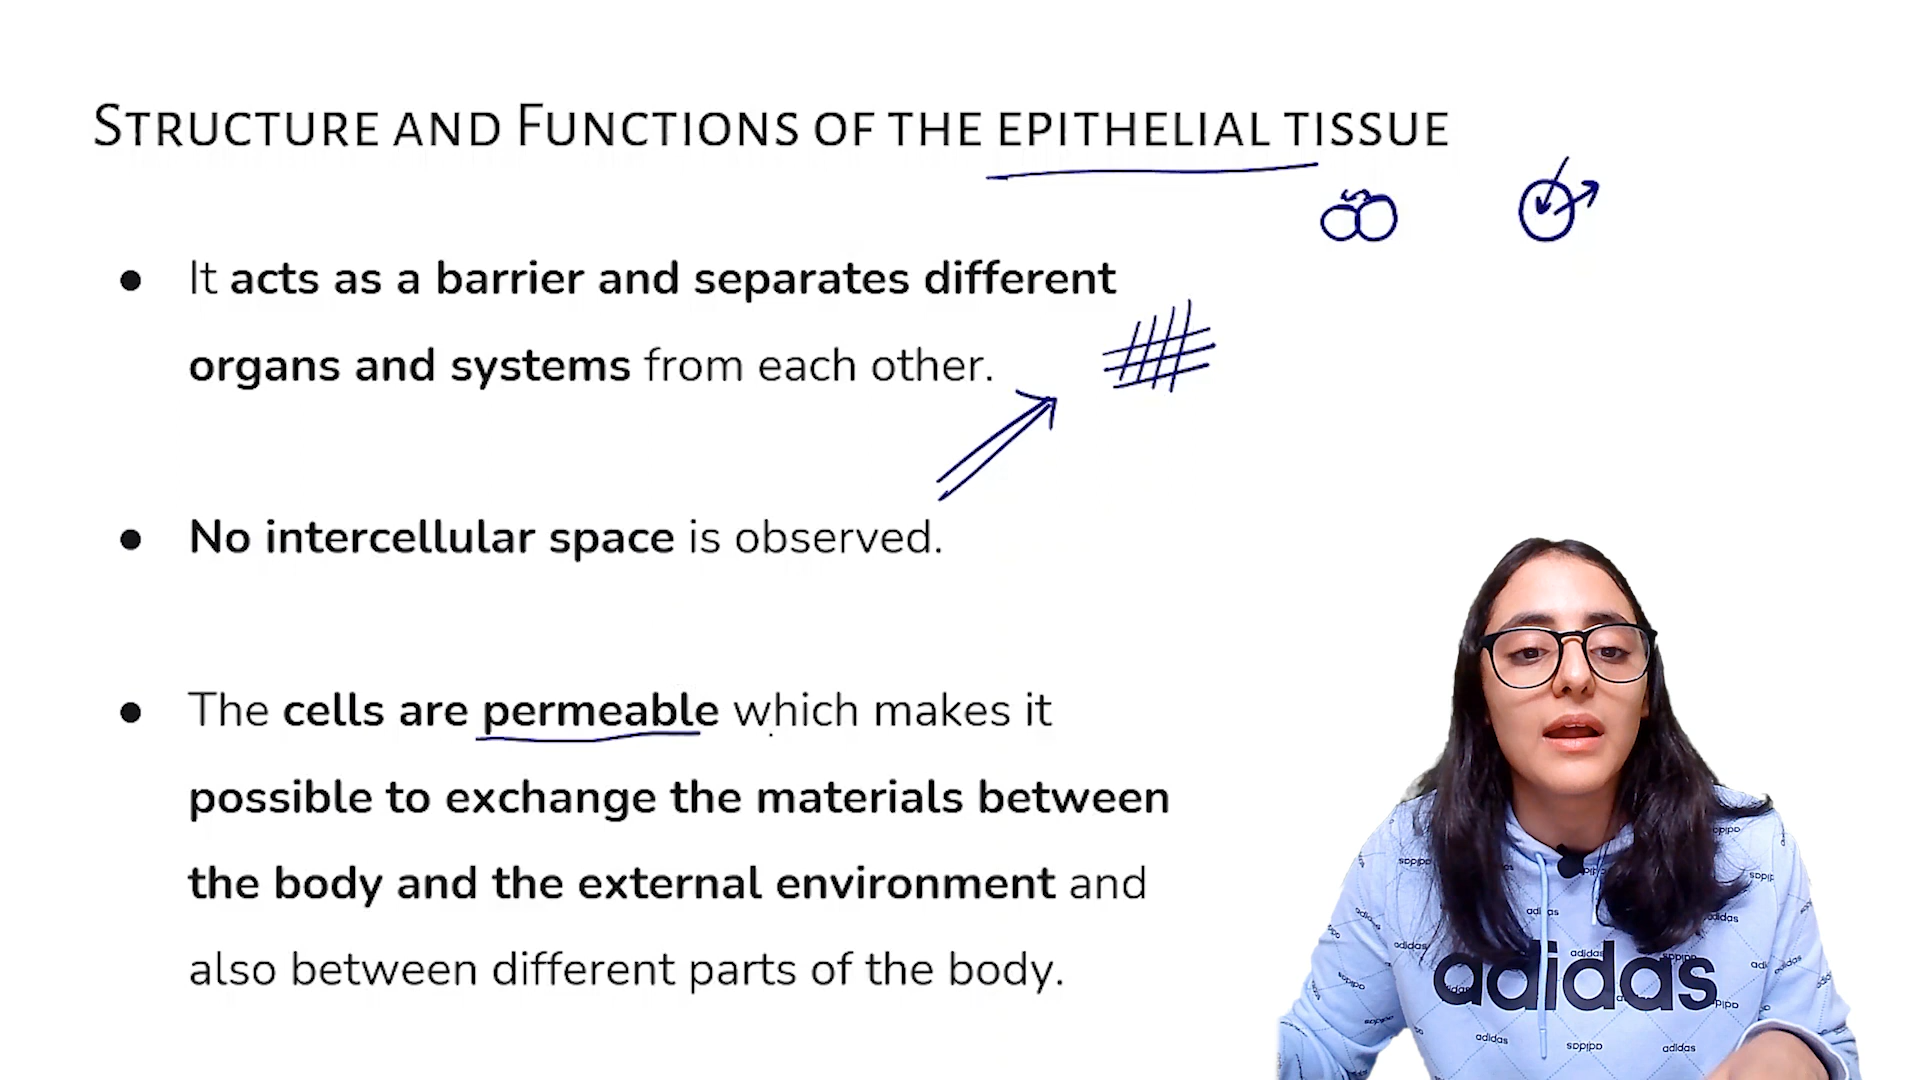 Structure and Functions of the epithelial tissue
● It acts as a barrier and separates different
organs and systems from each other.
● No intercellular space is observed.
● The cells are permeable which makes it
possible to exchange the materials between
the body and the external environment and
also between different parts of the body.
adidas